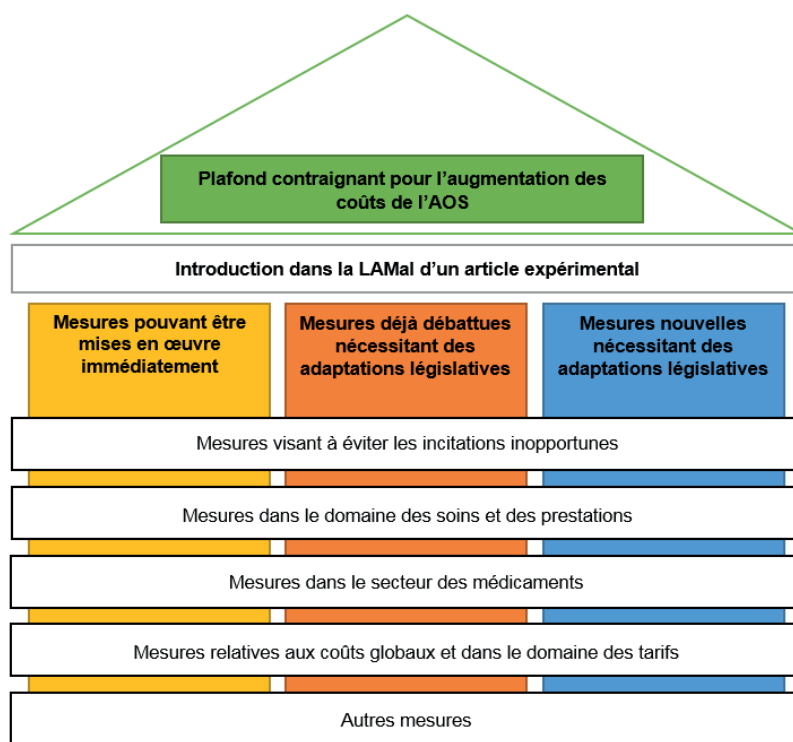 Plafond contraignant pour l’augmentation des
coûts de l’AOS
Introduction dans la LAMal d’un article expérimental
Mesures pouvant être
mises en œuvre
immédiatement
Mesures déjà débattues
nécessitant des
adaptations législatives
Mesures nouvelles
nécessitant des
adaptations législatives
Mesures visant à éviter les incitations inopportunes
Mesures dans le domaine des soins et des prestations
Mesures dans le secteur des médicaments
Mesures relatives aux coûts globaux et dans le domaine des tarifs
Autres mesures